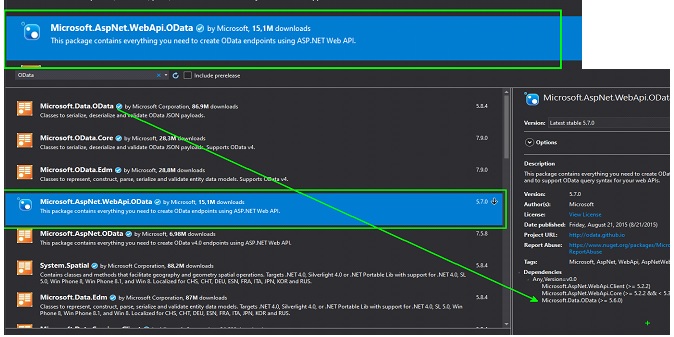 Microsoft.AspNet.WebApi.OData by Microsoft, 15,1M downloads
This package contains everything you need to create OData endpoints using ASP.NET Web API.
OData
Include prerelease
Microsoft.Data.OData by Microsoft Corporation, 86,9M downloads 5.8.4
Classes to serialize, deserialize and validate OData JSON payloads.
Microsoft.OData.Core by Microsoft Corporation, 28,3M downloads 7.9.0
Classes to serialize, deserialize and validate OData JSON payloads. Supports OData v4.
Microsoft.OData.Edm by Microsoft Corporation, 28,8M downloads 7.9.0
Classes to represent, construct, parse, serialize and validate entity data models. Supports OData v4.
Microsoft.AspNet.WebApi.OData by Microsoft, 15,1M downloads 5.7.0
This package contains everything you need to create OData endpoints using ASP.NET Web API.
Microsoft.AspNet.OData by Microsoft, 6,98M downloads 7.5.8
This package contains everything you need to create OData v4.0 endpoints using ASP.NET Web API.
System.Spatial by Microsoft Corporation, 88,2M downloads 5.8.4
Contains classes and methods that facilitate geography and geometry spatial operations. Targets .NET 4.0, Silverlight 4.0 or .NET Portable Lib with support for .NET 4.0, SL
5.0, Win Phone 8, Win Phone 8.1, and Win 8. Localized for CHS, CHT, DEU, ESN, FRA, ITA, JPN, KOR and RUS.
Microsoft.Data.Edm by Microsoft Corporation, 87M downloads 5.8.4
Classes to represent, construct, parse, serialize and validate entity data models. Targets .NET 4.0, Silverlight 4.0, or .NET Portable Lib with support for .NET 4.0, SL 5.0, Win
Phone 8, Win Phone 8.1, and Win 8. Localized for CHS, CHT, DEU, ESN, FRA, ITA, JPN, KOR and RUS.
Microsoft.AspNet.WebApi.OData
Version: Latest stable 5.7.0
Options
Description
This package contains everything you need to create OData
and to support OData query syntax for your web APIs.
Version: 5.7.0
Author(s): Microsoft
License: View License
Date published: Friday, August 21, 2015 (8/21/2015)
Project URL: http://odata.github.io
Report Abuse: https://www.nuget.org/packages/Micro
ReportAbuse
Tags: Microsoft, AspNet, WebApi, AspNetWeb
Dependencies
Any,Version=v0.0
Microsoft.AspNet.WebApi.Client (>= 5.2.2)
Microsoft.AspNet.WebApi.Core (>= 5.2.2 && < 5.3
Microsoft.Data.OData (>= 5.6.0)